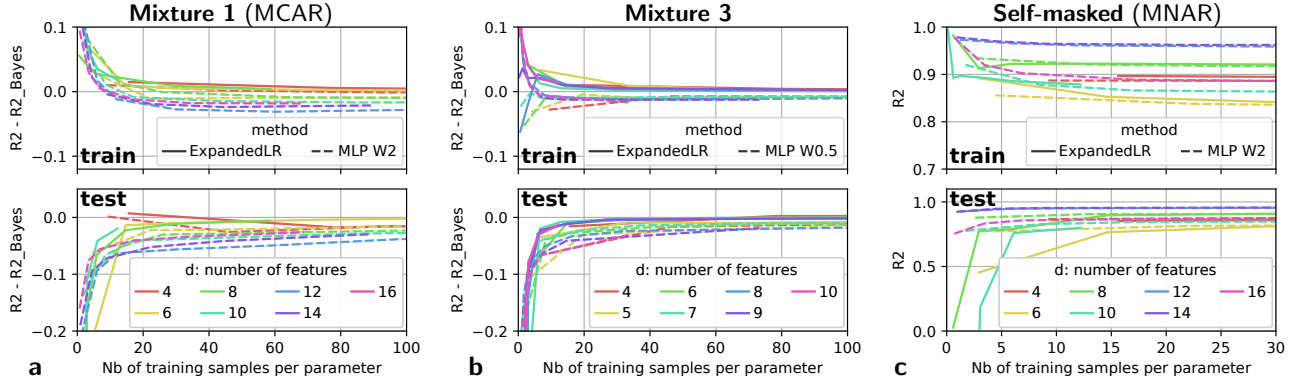 Mixture 1 (MCAR)
0.1
0.0
−0.1
R2 - R2_Bayes
train
method
ExpandedLR
MLP W2
test
0.0
−0.1
−0.2
R2 - R2_Bayes
d: number of features
4
8
12
16
6
10
14
0
20
40
60
80
100
Nb of training samples per parameter
a
Mixture 3
0.1
0.0
−0.1
R2 - R2_Bayes
train
method
ExpandedLR
MLP W0.5
test
0.0
−0.1
−0.2
R2 - R2_Bayes
d: number of features
4
6
8
10
5
7
9
0
20
40
60
80
100
Nb of training samples per parameter
b
Self-masked (MNAR)
1.0
0.9
0.8
0.7
R2
train
method
ExpandedLR
MLP W2
test
1.0
0.5
0.0
R2
d: number of features
4
8
12
16
6
10
14
0
5
10
15
20
25
30
Nb of training samples per parameter
c